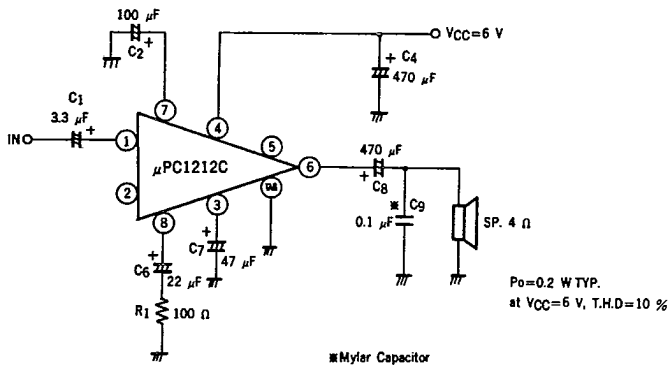 100 μF
C2
+
VCC=6 V
+ C4
470 μF
C1
3.3 μF
+
IN
1
7
4
5
6
μPC1212C
2
8
3
TAB
470 μF
+
C8
※ C9
0.1 μF
SP. 4 Ω
+
C7
47 μF
+
C6
22 μF
R1
100 Ω
Po=0.2 W TYP.
at VCC=6 V, T.H.D=10 %
※Mylar Capacitor